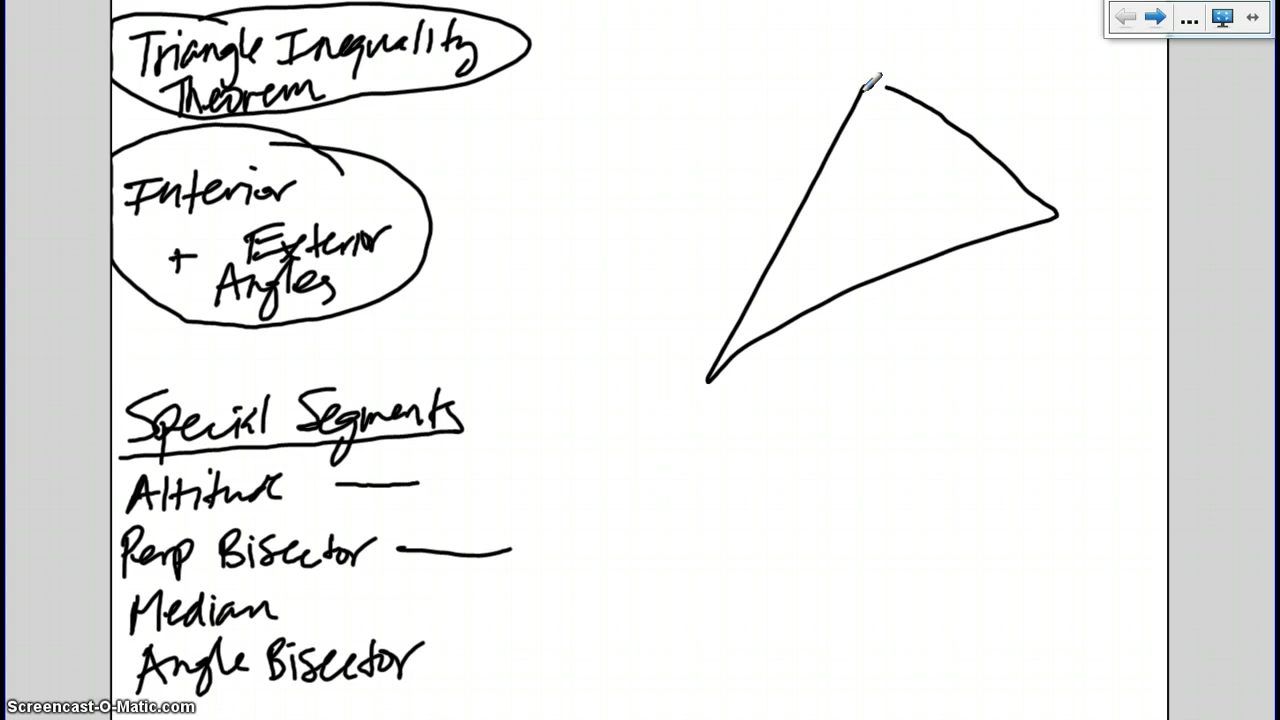 Triangle Inequality
Theorem
Interior
+ Exterior
Angles
Special Segments
Altitude
Perp Bisector
Median
Angle Bisector
Screencast-O-Matic.com